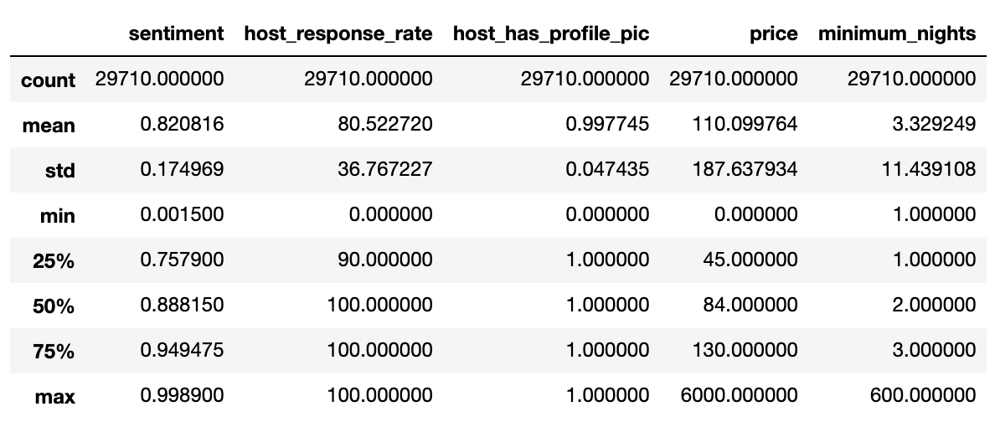 sentiment host_response_rate host_has_profile_pic price minimum_nights
count 29710.000000 29710.000000 29710.000000 29710.000000 29710.000000
mean 0.820816 80.522720 0.997745 110.099764 3.329249
std 0.174969 36.767227 0.047435 187.637934 11.439108
min 0.001500 0.000000 0.000000 0.000000 1.000000
25% 0.757900 90.000000 1.000000 45.000000 1.000000
50% 0.888150 100.000000 1.000000 84.000000 2.000000
75% 0.949475 100.000000 1.000000 130.000000 3.000000
max 0.998900 100.000000 1.000000 6000.000000 600.000000